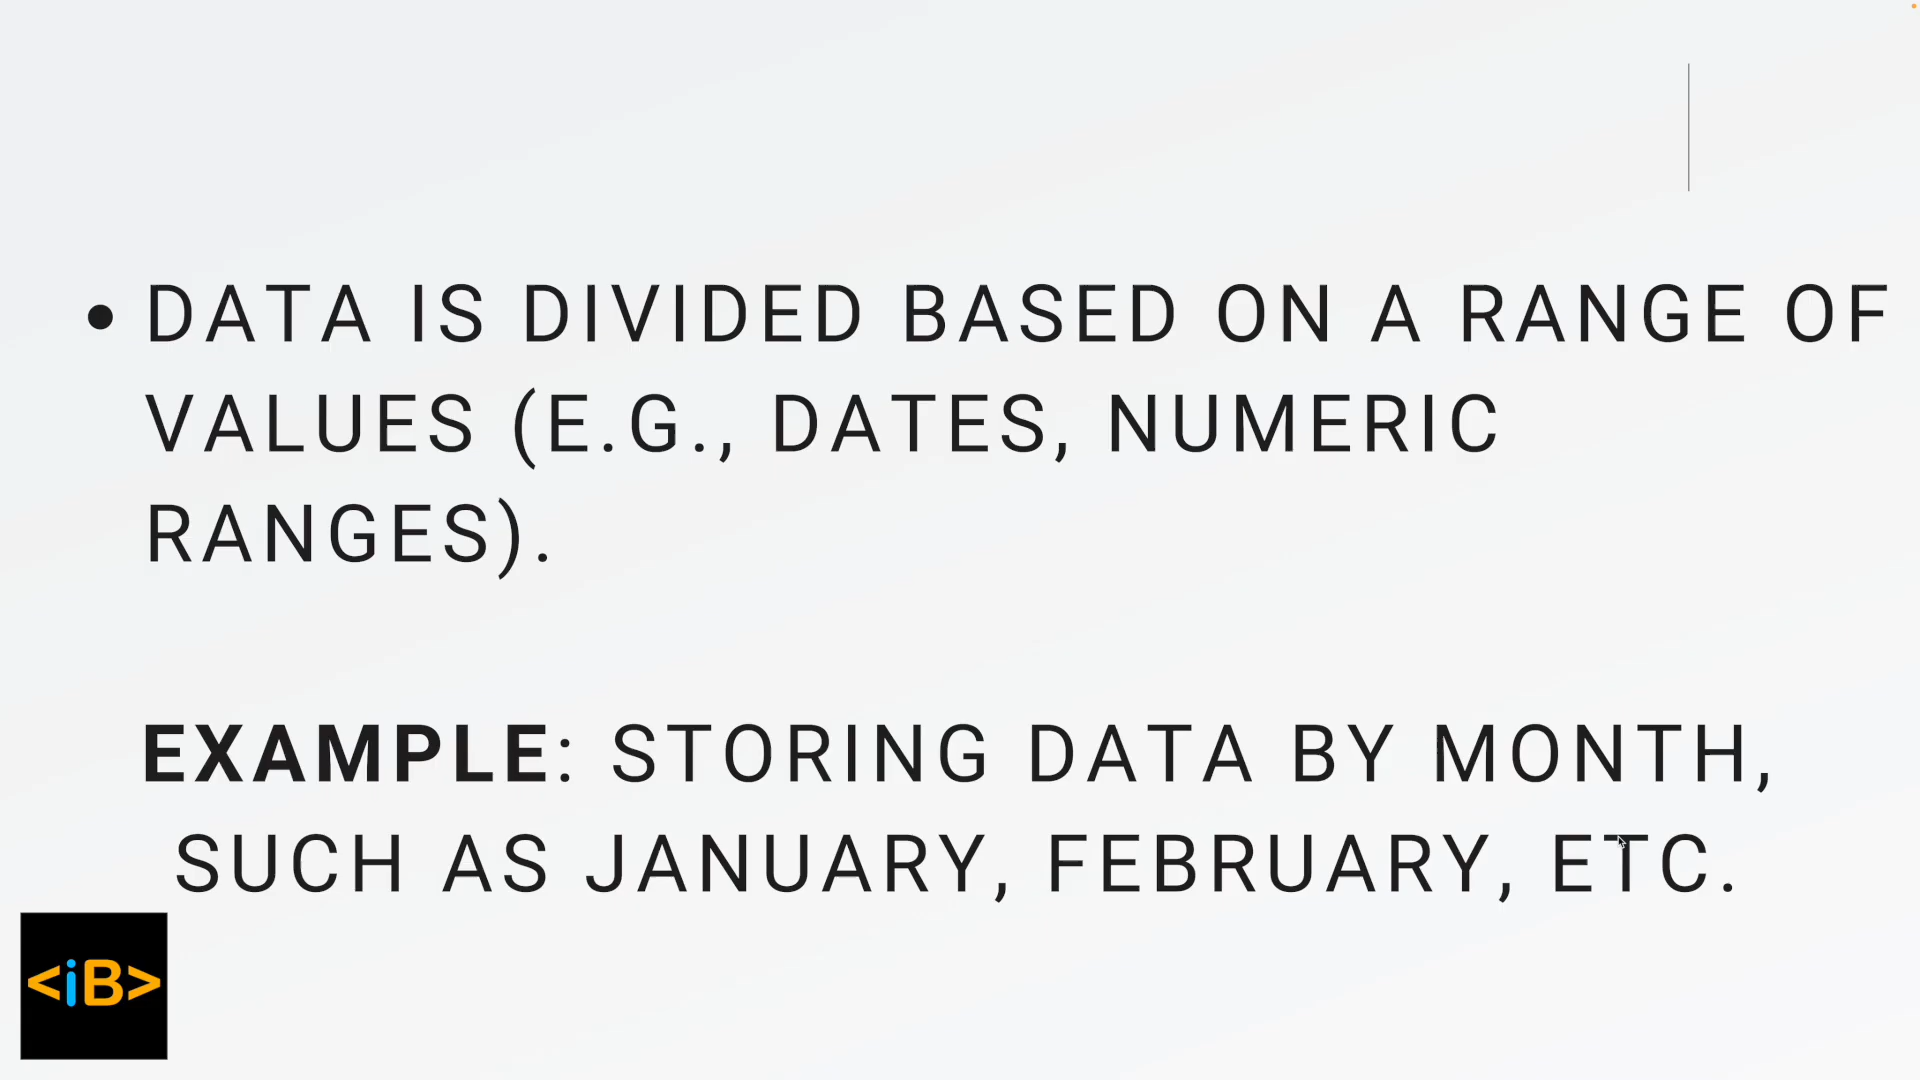 • DATA IS DIVIDED BASED ON A RANGE OF
VALUES (E.G., DATES, NUMERIC
RANGES).
EXAMPLE: STORING DATA BY MONTH,
SUCH AS JANUARY, FEBRUARY, ETC.
<iB>